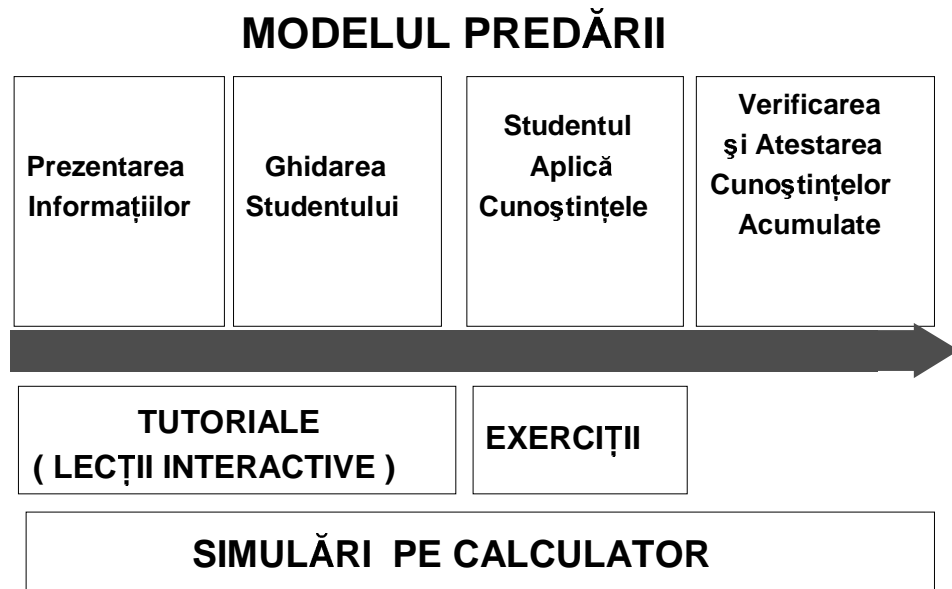 MODELUL PREDĂRII
Prezentarea
Informațiilor
Ghidarea
Studentului
Studentul
Aplică
Cunoştințele
Verificarea
şi Atestarea
Cunoştințelor
Acumulate
TUTORIALE
( LECȚII INTERACTIVE )
EXERCIȚII
SIMULĂRI PE CALCULATOR